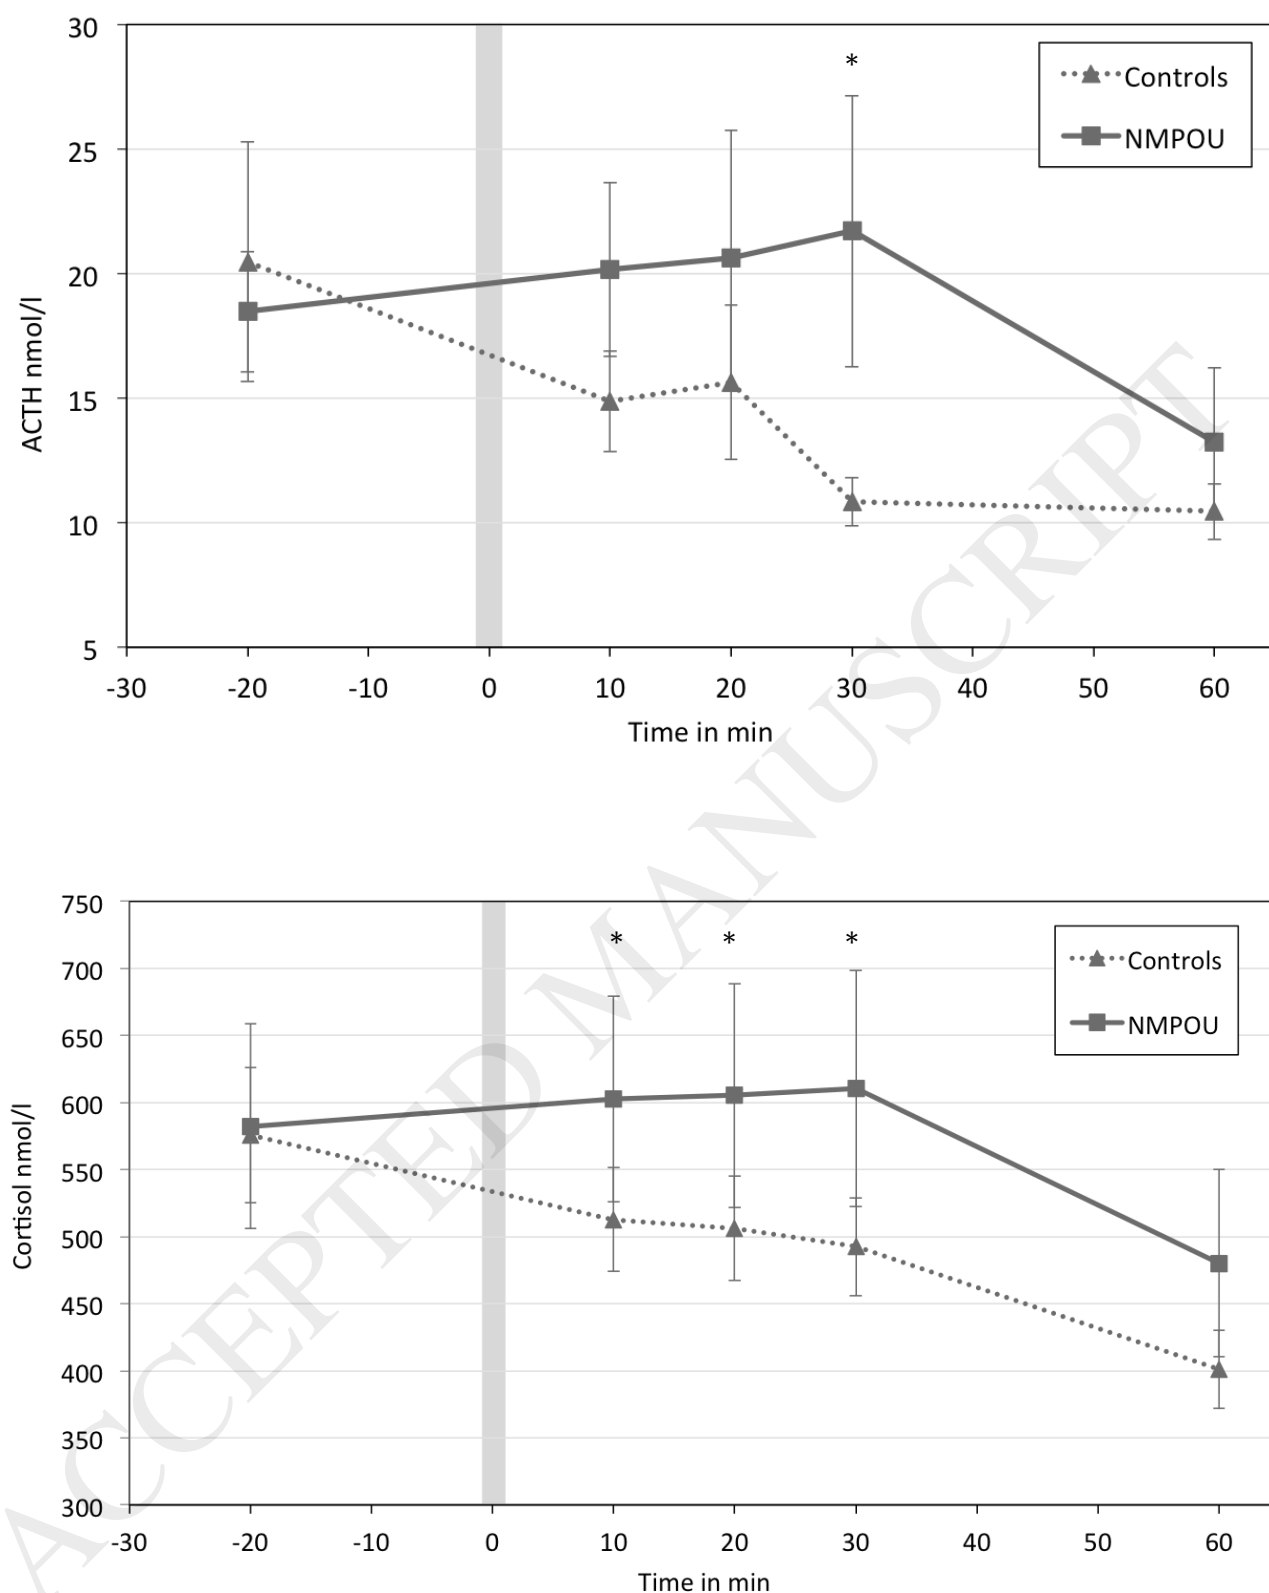 30
25
20
15
10
5
ACTH nmol/l
*
Controls
NMPOU
-30 -20 -10 0 10 20 30 40 50 60
Time in min
750
700
650
600
550
500
450
400
350
300
Cortisol nmol/l
* * *
Controls
NMPOU
-30 -20 -10 0 10 20 30 40 50 60
Time in min
ACCEPTED MANUSCRIPT